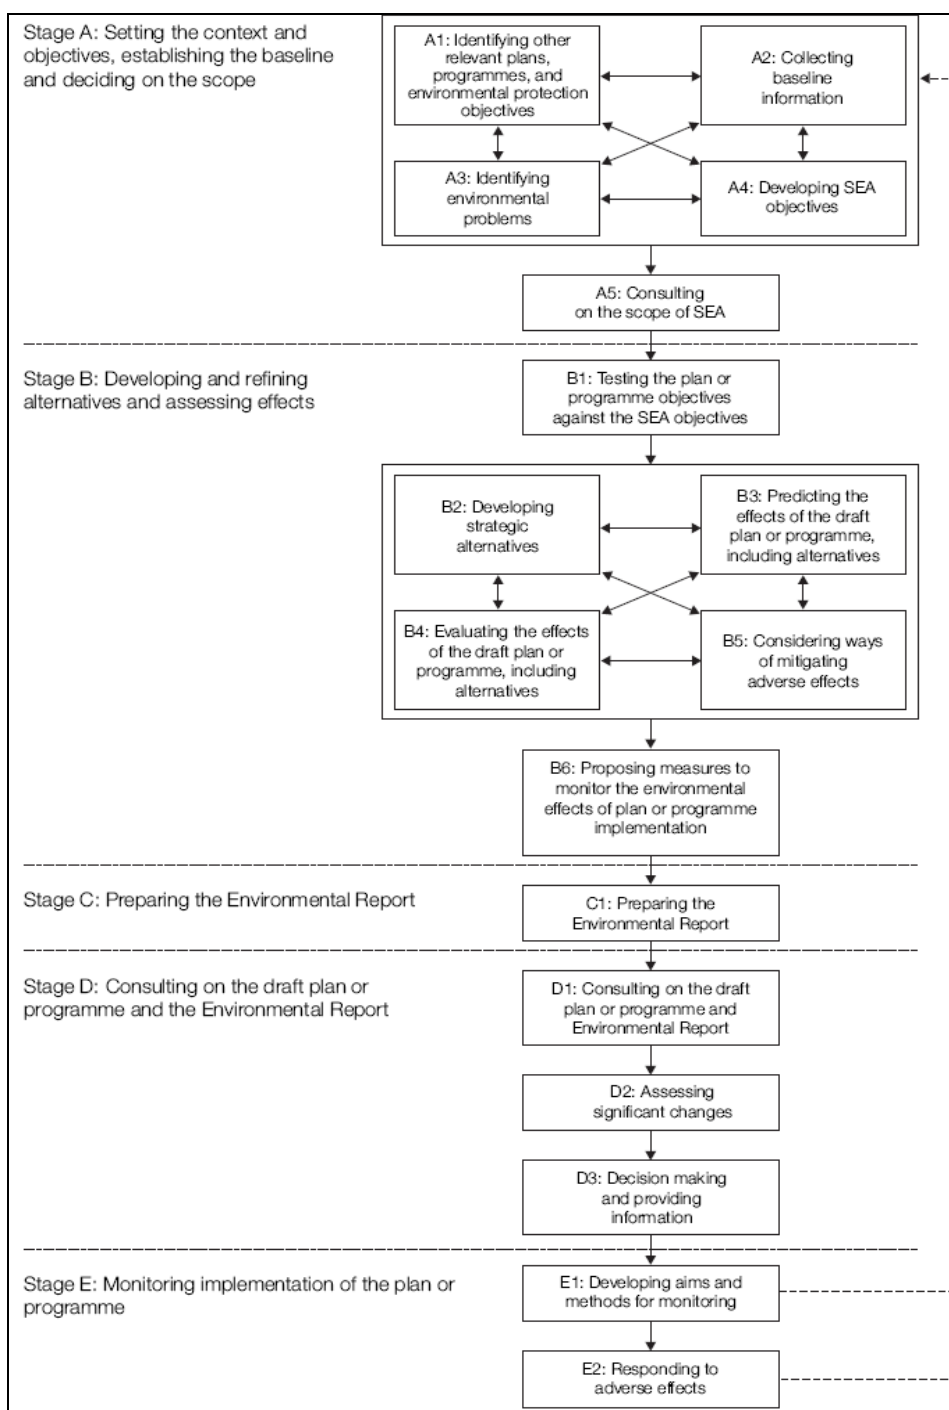 Stage A: Setting the context and
objectives, establishing the baseline
and deciding on the scope
A1: Identifying other
relevant plans,
programmes, and
environmental protection
objectives
A2: Collecting
baseline
information
A3: Identifying
environmental
problems
A4: Developing SEA
objectives
A5: Consulting
on the scope of SEA
Stage B: Developing and refining
alternatives and assessing effects
B1: Testing the plan or
programme objectives
against the SEA objectives
B2: Developing
strategic
alternatives
B3: Predicting the
effects of the draft
plan or programme,
including alternatives
B4: Evaluating the effects
of the draft plan or
programme, including
alternatives
B5: Considering ways
of mitigating
adverse effects
B6: Proposing measures to
monitor the environmental
effects of plan or programme
implementation
Stage C: Preparing the Environmental Report
C1: Preparing the
Environmental Report
Stage D: Consulting on the draft plan or
programme and the Environmental Report
D1: Consulting on the draft
plan or programme and
Environmental Report
D2: Assessing
significant changes
D3: Decision making
and providing
information
Stage E: Monitoring implementation of the plan or
programme
E1: Developing aims and
methods for monitoring
E2: Responding to
adverse effects